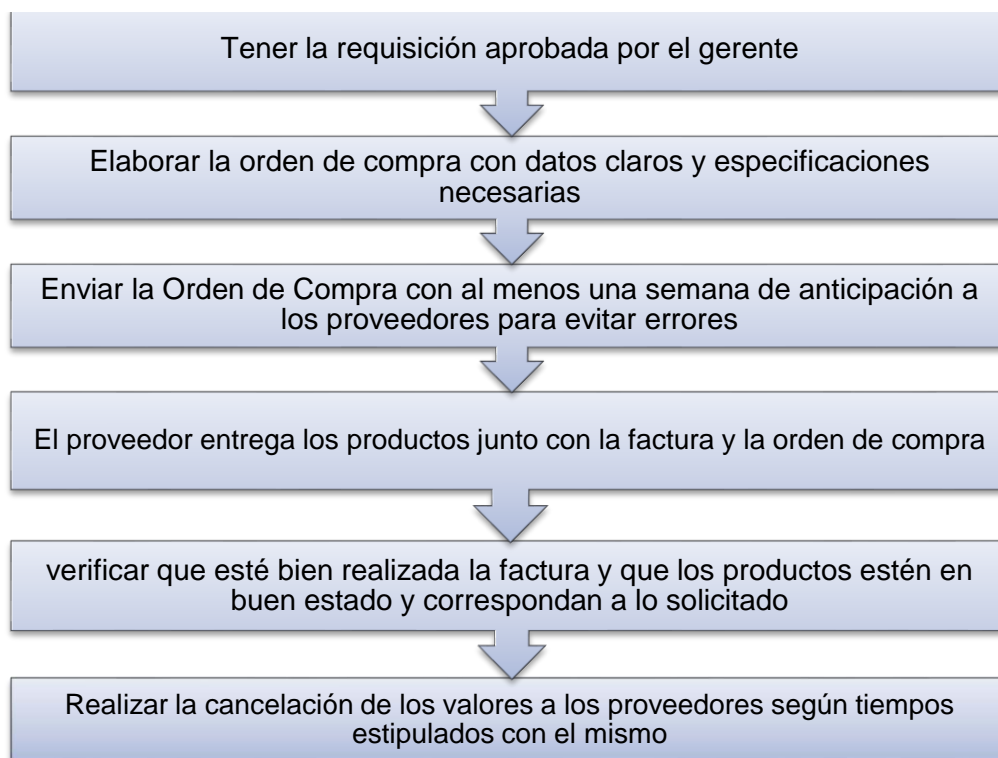 Tener la requisición aprobada por el gerente
Elaborar la orden de compra con datos claros y especificaciones
necesarias
Enviar la Orden de Compra con al menos una semana de anticipación a
los proveedores para evitar errores
El proveedor entrega los productos junto con la factura y la orden de compra
verificar que esté bien realizada la factura y que los productos estén en
buen estado y correspondan a lo solicitado
Realizar la cancelación de los valores a los proveedores según tiempos
estipulados con el mismo